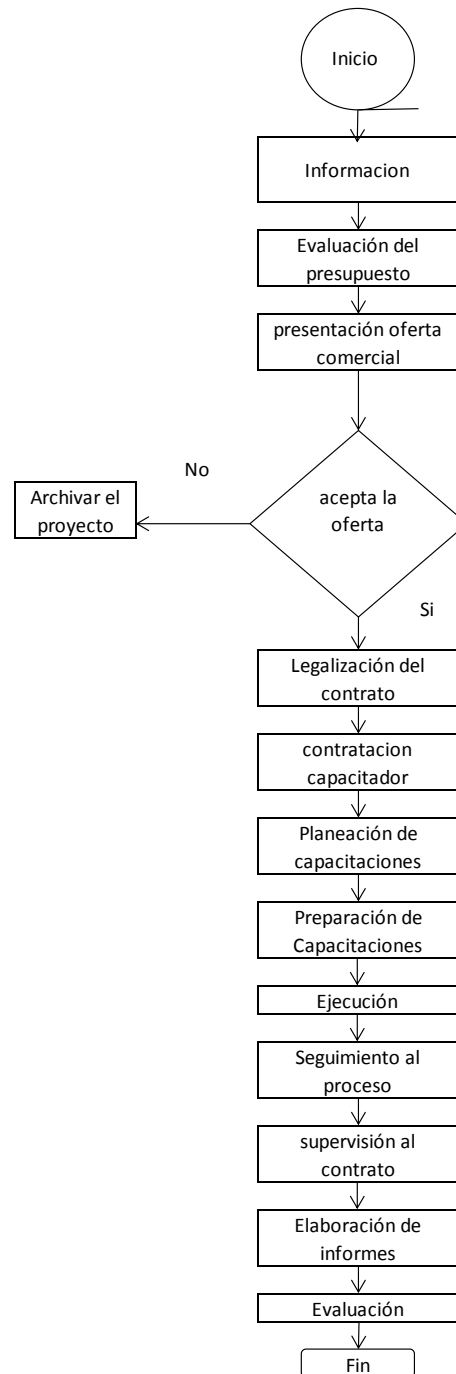 Inicio
Informacion
Evaluación del
presupuesto
presentación oferta
comercial
No
Archivar el
proyecto
acepta la
oferta
Si
Legalización del
contrato
contratacion
capacitador
Planeación de
capacitaciones
Preparación de
Capacitaciones
Ejecución
Seguimiento al
proceso
supervisión al
contrato
Elaboración de
informes
Evaluación
Fin